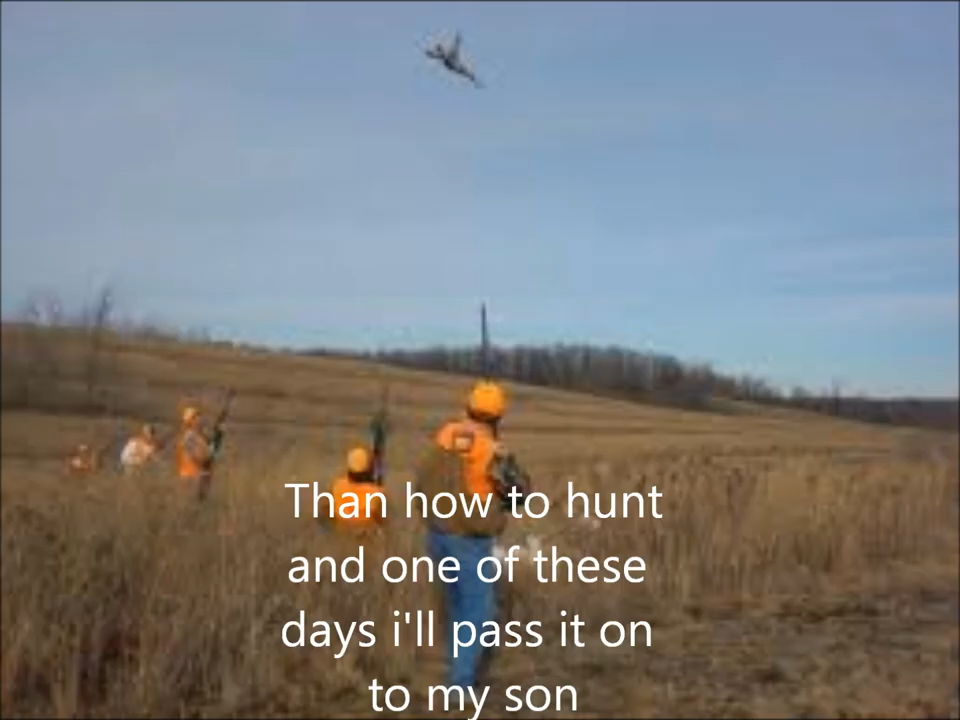 Than how to hunt
and one of these
days i'll pass it on
to my son